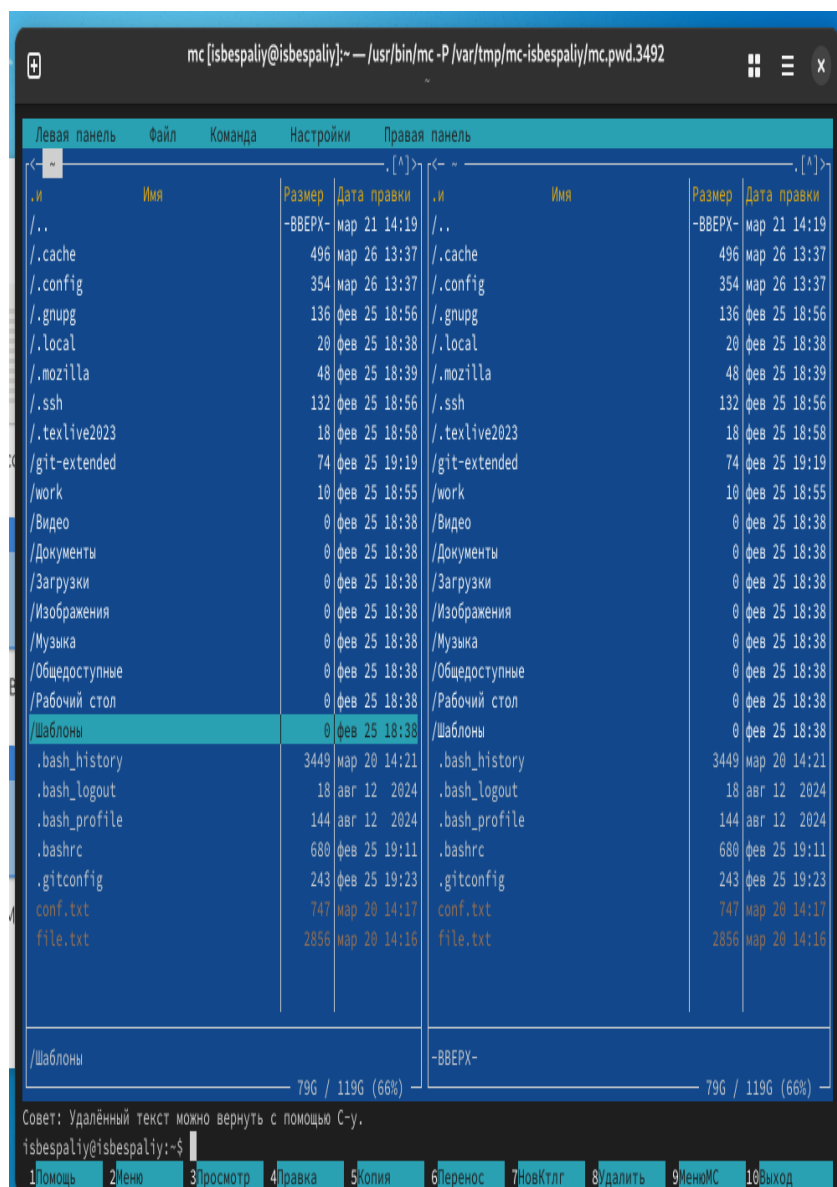 mc [isbespaliy@isbespaliy]:~ — /usr/bin/mc -P /var/tmp/mc-isbespaliy/mc.pwd.3492
~
Левая панель Файл Команда Настройки Правая панель
<- ~ .[^]> <- ~ .[^]>
.и Имя Размер Дата правки .и Имя Размер Дата правки
/.. -ВВЕРХ- мар 21 14:19 /.. -ВВЕРХ- мар 21 14:19
/.cache 496 мар 26 13:37 /.cache 496 мар 26 13:37
/.config 354 мар 26 13:37 /.config 354 мар 26 13:37
/.gnupg 136 фев 25 18:56 /.gnupg 136 фев 25 18:56
/.local 20 фев 25 18:38 /.local 20 фев 25 18:38
/.mozilla 48 фев 25 18:39 /.mozilla 48 фев 25 18:39
/.ssh 132 фев 25 18:56 /.ssh 132 фев 25 18:56
/.texlive2023 18 фев 25 18:58 /.texlive2023 18 фев 25 18:58
/git-extended 74 фев 25 19:19 /git-extended 74 фев 25 19:19
/work 10 фев 25 18:55 /work 10 фев 25 18:55
/Видео 0 фев 25 18:38 /Видео 0 фев 25 18:38
/Документы 0 фев 25 18:38 /Документы 0 фев 25 18:38
/Загрузки 0 фев 25 18:38 /Загрузки 0 фев 25 18:38
/Изображения 0 фев 25 18:38 /Изображения 0 фев 25 18:38
/Музыка 0 фев 25 18:38 /Музыка 0 фев 25 18:38
/Общедоступные 0 фев 25 18:38 /Общедоступные 0 фев 25 18:38
/Рабочий стол 0 фев 25 18:38 /Рабочий стол 0 фев 25 18:38
/Шаблоны 0 фев 25 18:38 /Шаблоны 0 фев 25 18:38
.bash_history 3449 мар 20 14:21 .bash_history 3449 мар 20 14:21
.bash_logout 18 авг 12 2024 .bash_logout 18 авг 12 2024
.bash_profile 144 авг 12 2024 .bash_profile 144 авг 12 2024
.bashrc 680 фев 25 19:11 .bashrc 680 фев 25 19:11
.gitconfig 243 фев 25 19:23 .gitconfig 243 фев 25 19:23
conf.txt 747 мар 20 14:17 conf.txt 747 мар 20 14:17
file.txt 2856 мар 20 14:16 file.txt 2856 мар 20 14:16
/Шаблоны -ВВЕРХ-
79G / 119G (66%) 79G / 119G (66%)
Совет: Удалённый текст можно вернуть с помощью C-y.
isbespaliy@isbespaliy:~$
1Помощь 2Меню 3Просмотр 4Правка 5Копия 6Перенос 7НовКтлг 8Удалить 9МенюМС 10Выход